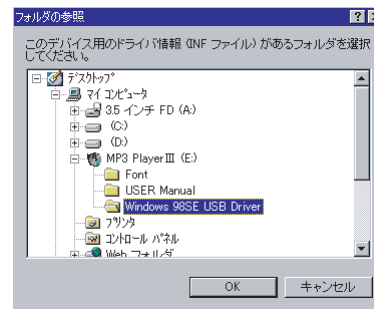 フォルダの参照
このデバイス用のドライバ情報 (INF ファイル) があるフォルダを選択
してください。
デスクトップ
マイ コンピュータ
3.5 インチ FD (A:)
(C:)
(D:)
MP3 PlayerⅢ (E:)
Font
USER Manual
Windows 98SE USB Driver
プリンタ
コントロール パネル
Web フォルダ
OK
キャンセル